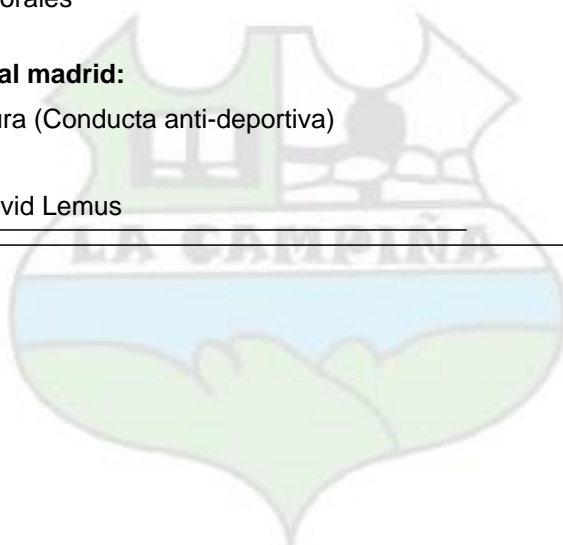 orales
al madrid:
ura (Conducta anti-deportiva)
vid Lemus
LA CAMPIÑA